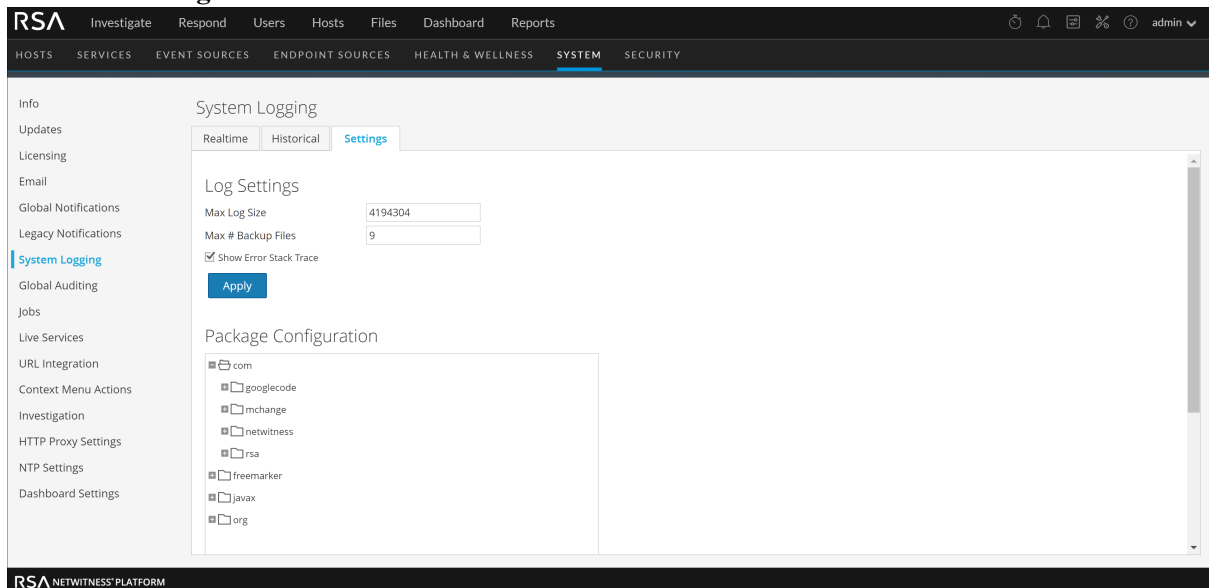 RSA Investigate Respond Users Hosts Files Dashboard Reports admin
HOSTS SERVICES EVENT SOURCES ENDPOINT SOURCES HEALTH & WELLNESS SYSTEM SECURITY
Info
Updates
Licensing
Email
Global Notifications
Legacy Notifications
System Logging
Global Auditing
Jobs
Live Services
URL Integration
Context Menu Actions
Investigation
HTTP Proxy Settings
NTP Settings
Dashboard Settings
System Logging
Realtime Historical Settings
Log Settings
Max Log Size 4194304
Max # Backup Files 9
Show Error Stack Trace
Apply
Package Configuration
com
googlecode
mchange
netwitness
rsa
freemarker
javax
org
RSA NETWITNESS® PLATFORM